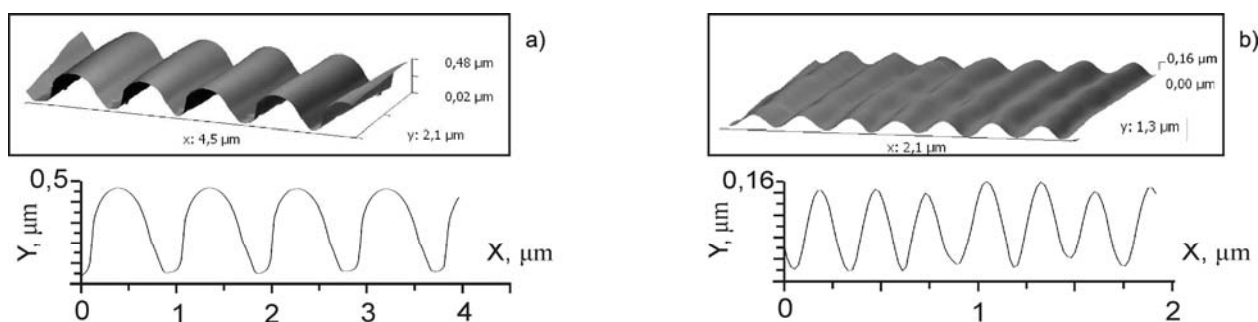 a)
0,48 µm
0,02 µm
x: 4,5 µm
y: 2,1 µm
0,5
Y, µm
X, µm
0 1 2 3 4
b)
0,16 µm
0,00 µm
y: 1,3 µm
x: 2,1 µm
0,16
Y, µm
X, µm
0 1 2